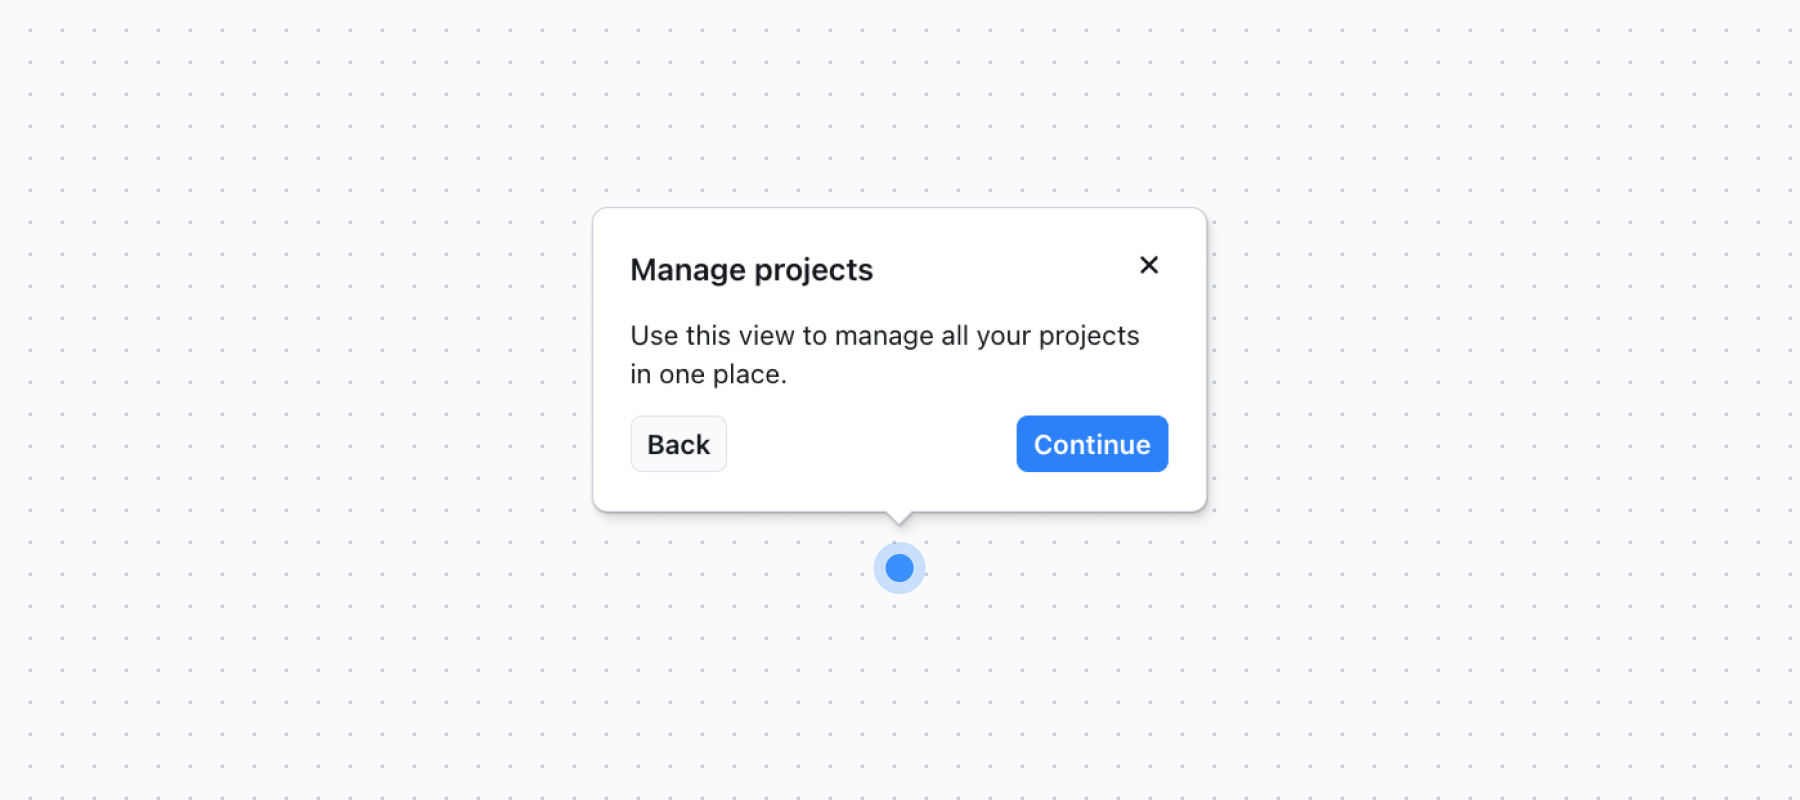 Manage projects
Use this view to manage all your projects
in one place.
Back
Continue